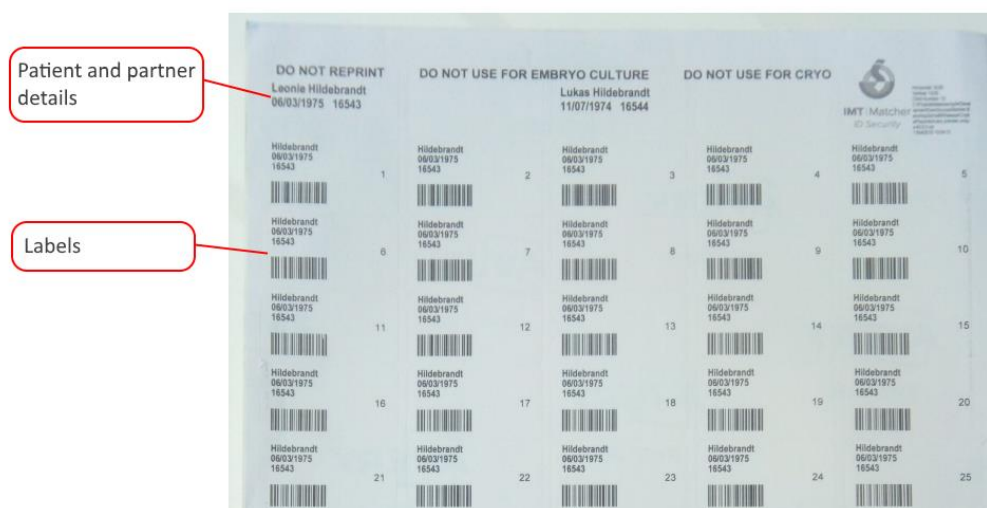 Patient and partner
details
DO NOT REPRINT DO NOT USE FOR EMBRYO CULTURE DO NOT USE FOR CRYO
Leonie Hildebrandt Lukas Hildebrandt
06/03/1975 16543 11/07/1974 16544
IMT Matcher
ID Security
Hildebrandt Hildebrandt Hildebrandt Hildebrandt Hildebrandt
06/03/1975 06/03/1975 06/03/1975 06/03/1975 06/03/1975
16543 16543 16543 16543 16543
1 2 3 4 5
Labels
Hildebrandt Hildebrandt Hildebrandt Hildebrandt Hildebrandt
06/03/1975 06/03/1975 06/03/1975 06/03/1975 06/03/1975
16543 16543 16543 16543 16543
6 7 8 9 10
Hildebrandt Hildebrandt Hildebrandt Hildebrandt Hildebrandt
06/03/1975 06/03/1975 06/03/1975 06/03/1975 06/03/1975
16543 16543 16543 16543 16543
11 12 13 14 15
Hildebrandt Hildebrandt Hildebrandt Hildebrandt Hildebrandt
06/03/1975 06/03/1975 06/03/1975 06/03/1975 06/03/1975
16543 16543 16543 16543 16543
16 17 18 19 20
Hildebrandt Hildebrandt Hildebrandt Hildebrandt Hildebrandt
06/03/1975 06/03/1975 06/03/1975 06/03/1975 06/03/1975
16543 16543 16543 16543 16543
21 22 23 24 25